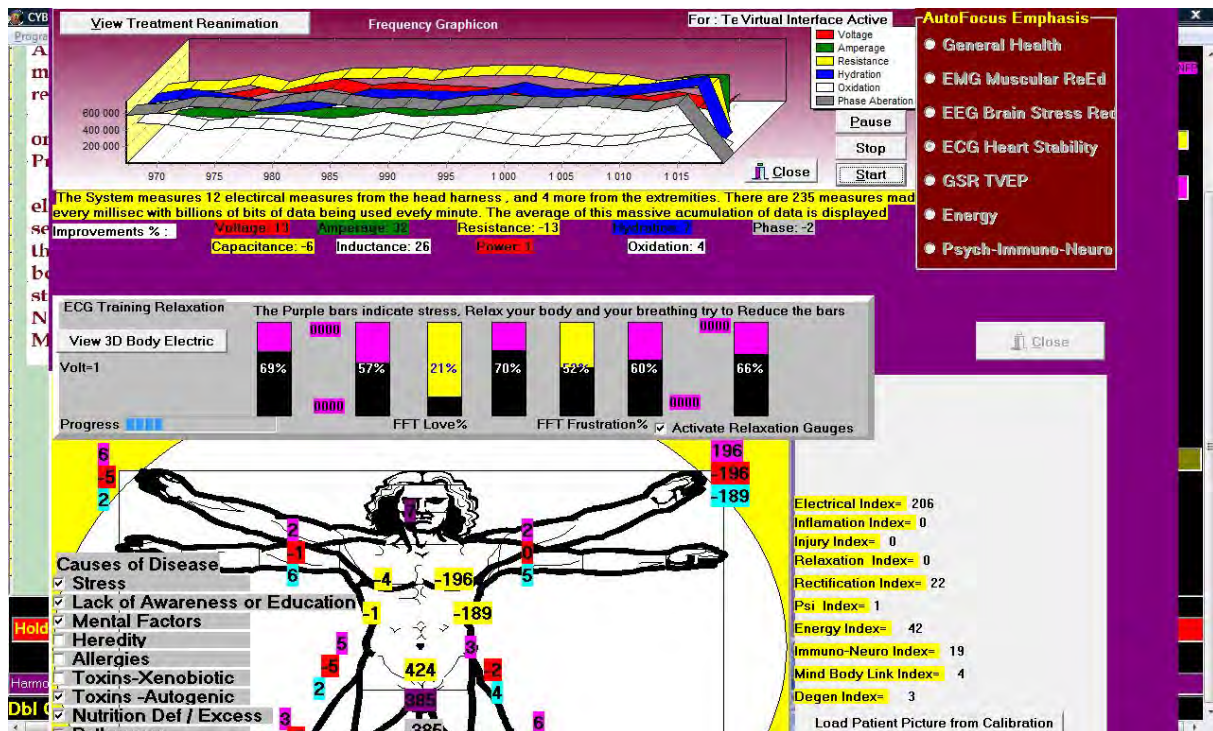 CYB
View Treatment Reanimation
Frequency Graphicon
For : Te Virtual Interface Active
Voltage
Amperage
Resistance
Hydration
Oxidation
Phase Aberation
600 000
400 000
200 000
970 975 980 985 990 995 1 000 1 005 1 010 1 015
Close
Pause
Stop
Start
AutoFocus Emphasis
General Health
EMG Muscular ReEd
EEG Brain Stress Red
ECG Heart Stability
GSR TVEP
Energy
Psych-Immuno-Neuro
The System measures 12 electircal measures from the head harness , and 4 more from the extremities. There are 235 measures mad
every millisec with billions of bits of data being used evefy minute. The average of this massive acumulation of data is displayed
Improvements % : Voltage: 13 Amperage: 32 Resistance: -13 Hydration: 7 Phase: -2
Capacitance: -6 Inductance: 26 Power: 1 Oxidation: 4
ECG Training Relaxation
The Purple bars indicate stress, Relax your body and your breathing try to Reduce the bars
View 3D Body Electric
Volt=1
0000 0000
69% 57% 21% 70% 52% 60% 66%
0000 0000
Progress
FFT Love% FFT Frustration% Activate Relaxation Gauges
Close
6 196
-5 -196
2 -189
7
2 2
-1 0
6 5
-4 -196
-1 -189
5 3
-5 424 -2
2 385 4
3 385 6
Causes of Disease
Stress
Lack of Awareness or Education
Mental Factors
Heredity
Allergies
Toxins-Xenobiotic
Toxins -Autogenic
Nutrition Def / Excess
Electrical Index= 206
Inflamation Index= 0
Injury Index= 0
Relaxation Index= 0
Rectification Index= 22
Psi Index= 1
Energy Index= 42
Immuno-Neuro Index= 19
Mind Body Link Index= 4
Degen Index= 3
Load Patient Picture from Calibration
Hold
Harmo
Dbl